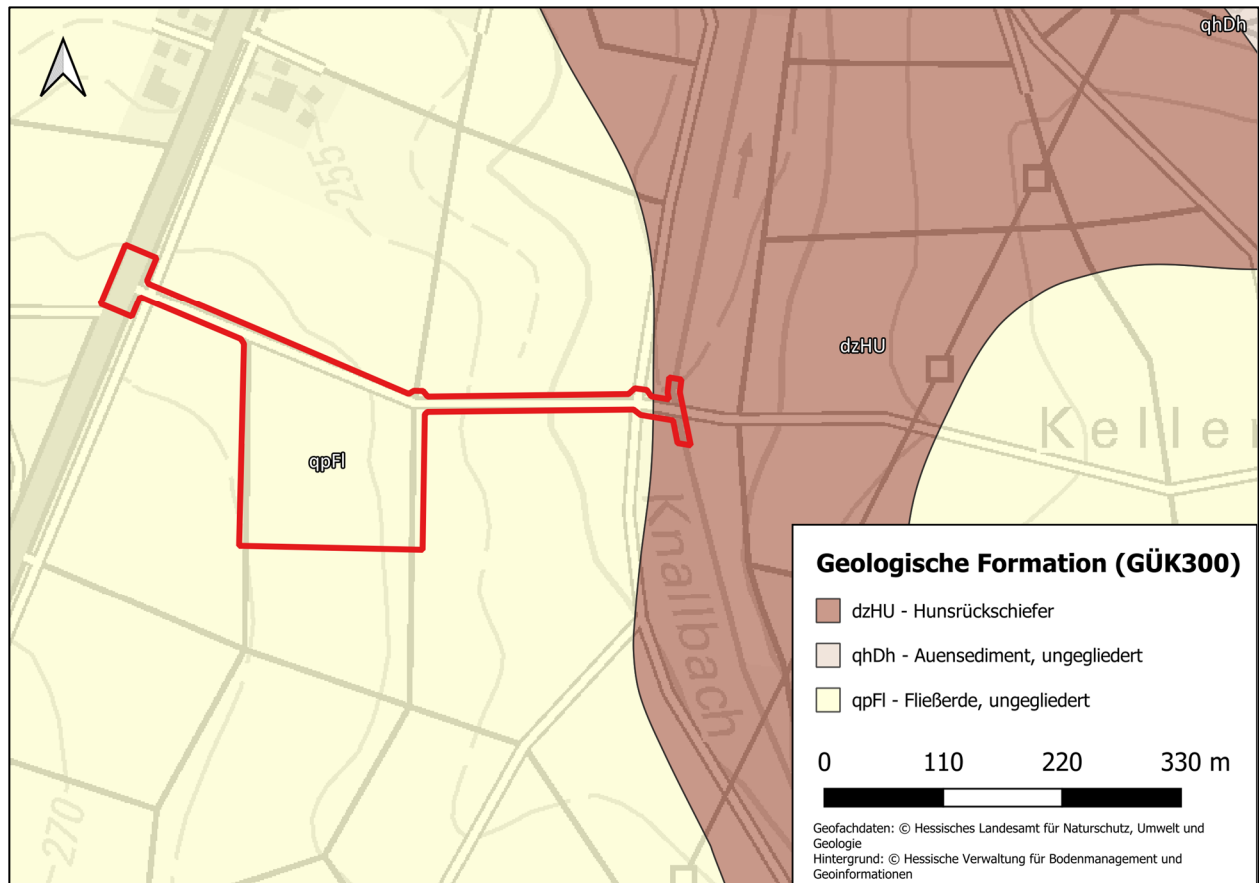 qhDh
255
dzHU
Keller
qpFl
Knallbach
270
Geologische Formation (GÜK300)
dzHU - Hunsrückschiefer
qhDh - Auensediment, ungegliedert
qpFl - Fließerde, ungegliedert
0 110 220 330 m
Geofachdaten: © Hessisches Landesamt für Naturschutz, Umwelt und
Geologie
Hintergrund: © Hessische Verwaltung für Bodenmanagement und
Geoinformationen